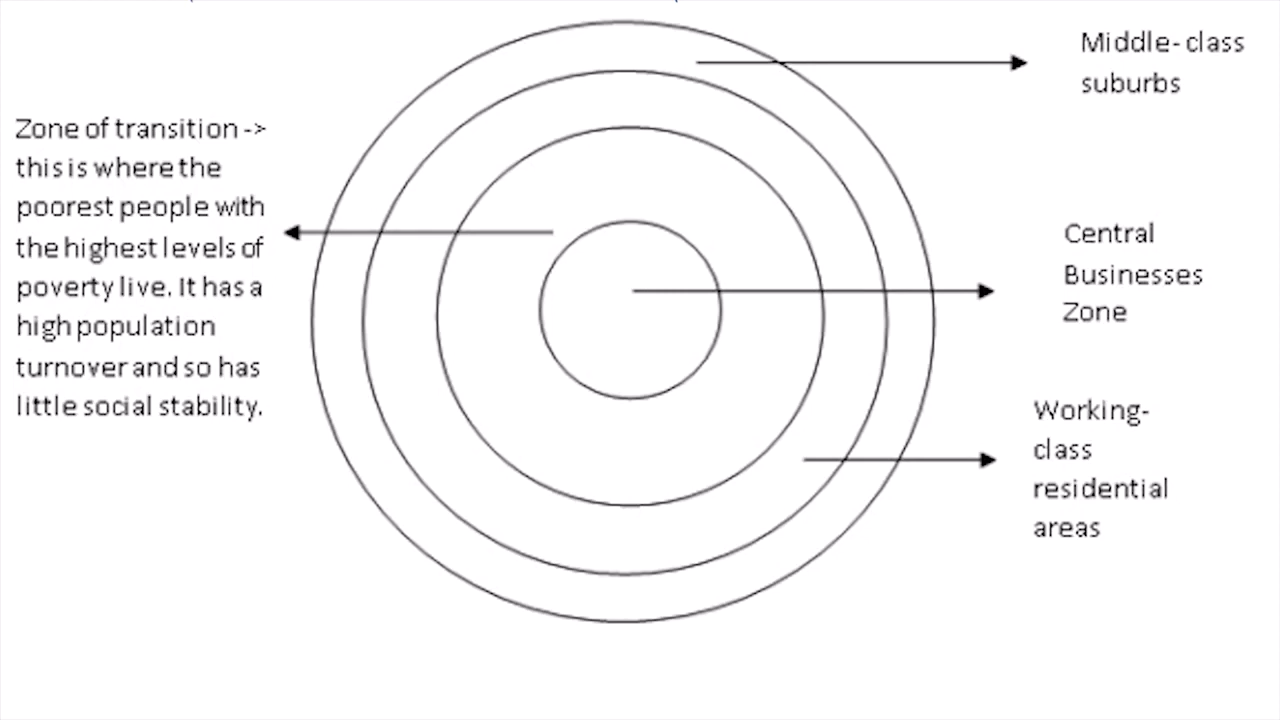 Middle- class
suburbs
Zone of transition ->
this is where the
poorest people with
the highest levels of
poverty live. It has a
high population
turnover and so has
little social stability.
Central
Businesses
Zone
Working-
class
residential
areas